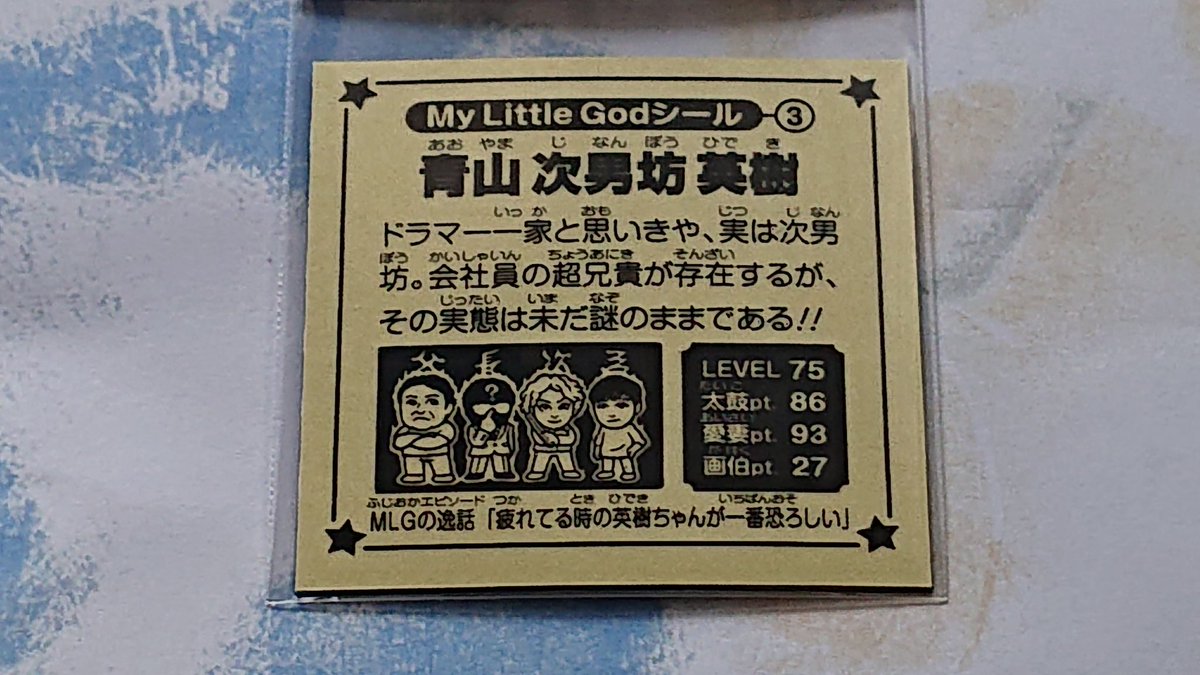 My Little Godシール ③
あお やま じ なん ぼう ひで き
青山 次男坊 英樹
いっか おも じつ じなん
ドラマー一家と思いきや、実は次男
ぼう かいしゃいん ちょうあにき そんざい
坊。会社員の超兄貴が存在するが、
じったい いま なぞ
その実態は未だ謎のままである!!
父 長 次 三
?
LEVEL 75
たいこ
太鼓pt. 86
あいさい
愛妻pt. 93
がはく
画伯pt. 27
ふじおかエピソード つか とき ひでき いちばんおそ
MLGの逸話「疲れてる時の英樹ちゃんが一番恐ろしい」